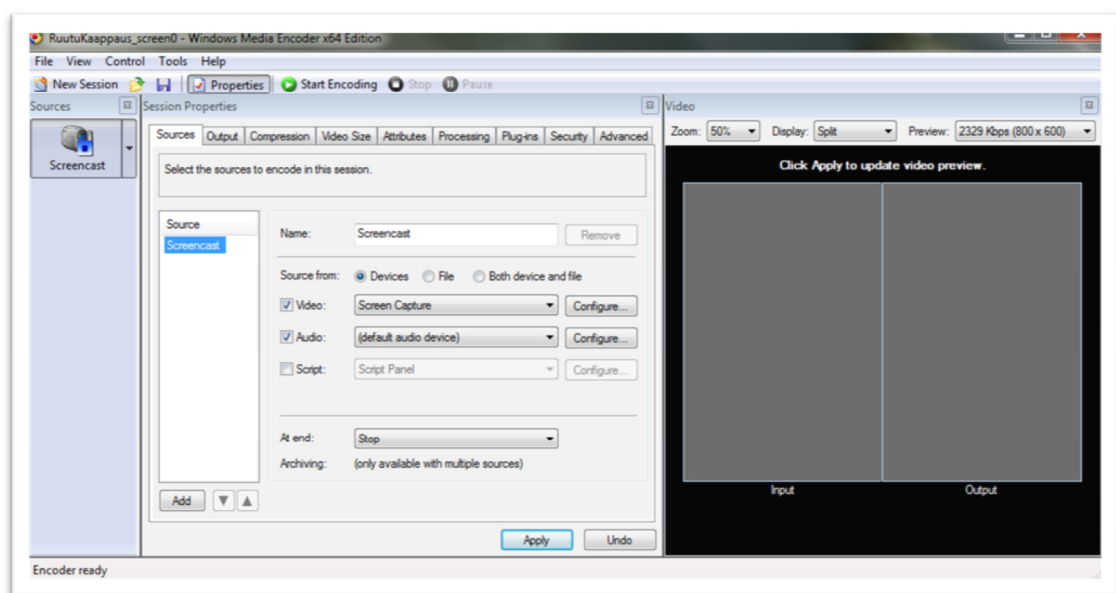 RuutuKaappaus_screen0 - Windows Media Encoder x64 Edition
File View Control Tools Help
New Session Properties Start Encoding Stop Pause
Sources Session Properties Video
Screencast
Sources Output Compression Video Size Attributes Processing Plug-ins Security Advanced
Select the sources to encode in this session.
Source
Screencast
Name: Screencast Remove
Source from: Devices File Both device and file
Video: Screen Capture Configure...
Audio: (default audio device) Configure...
Script: Script Panel Configure...
At end: Stop
Archiving: (only available with multiple sources)
Add
Apply Undo
Zoom: 50% Display: Split Preview: 2329 Kbps (800 x 600)
Click Apply to update video preview.
Input Output
Encoder ready